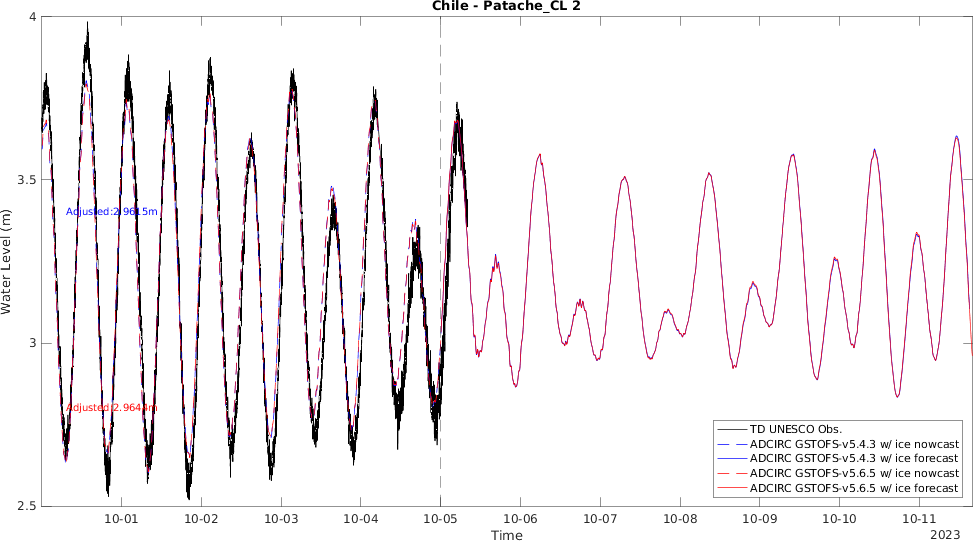 Chile - Patache_CL 2
Water Level (m)
4
3.5
3
2.5
Adjusted:2.9615m
Adjusted:2.9644m
TD UNESCO Obs.
ADCIRC GSTOFS-v5.4.3 w/ ice nowcast
ADCIRC GSTOFS-v5.4.3 w/ ice forecast
ADCIRC GSTOFS-v5.6.5 w/ ice nowcast
ADCIRC GSTOFS-v5.6.5 w/ ice forecast
10-01 10-02 10-03 10-04 10-05 10-06 10-07 10-08 10-09 10-10 10-11
Time
2023